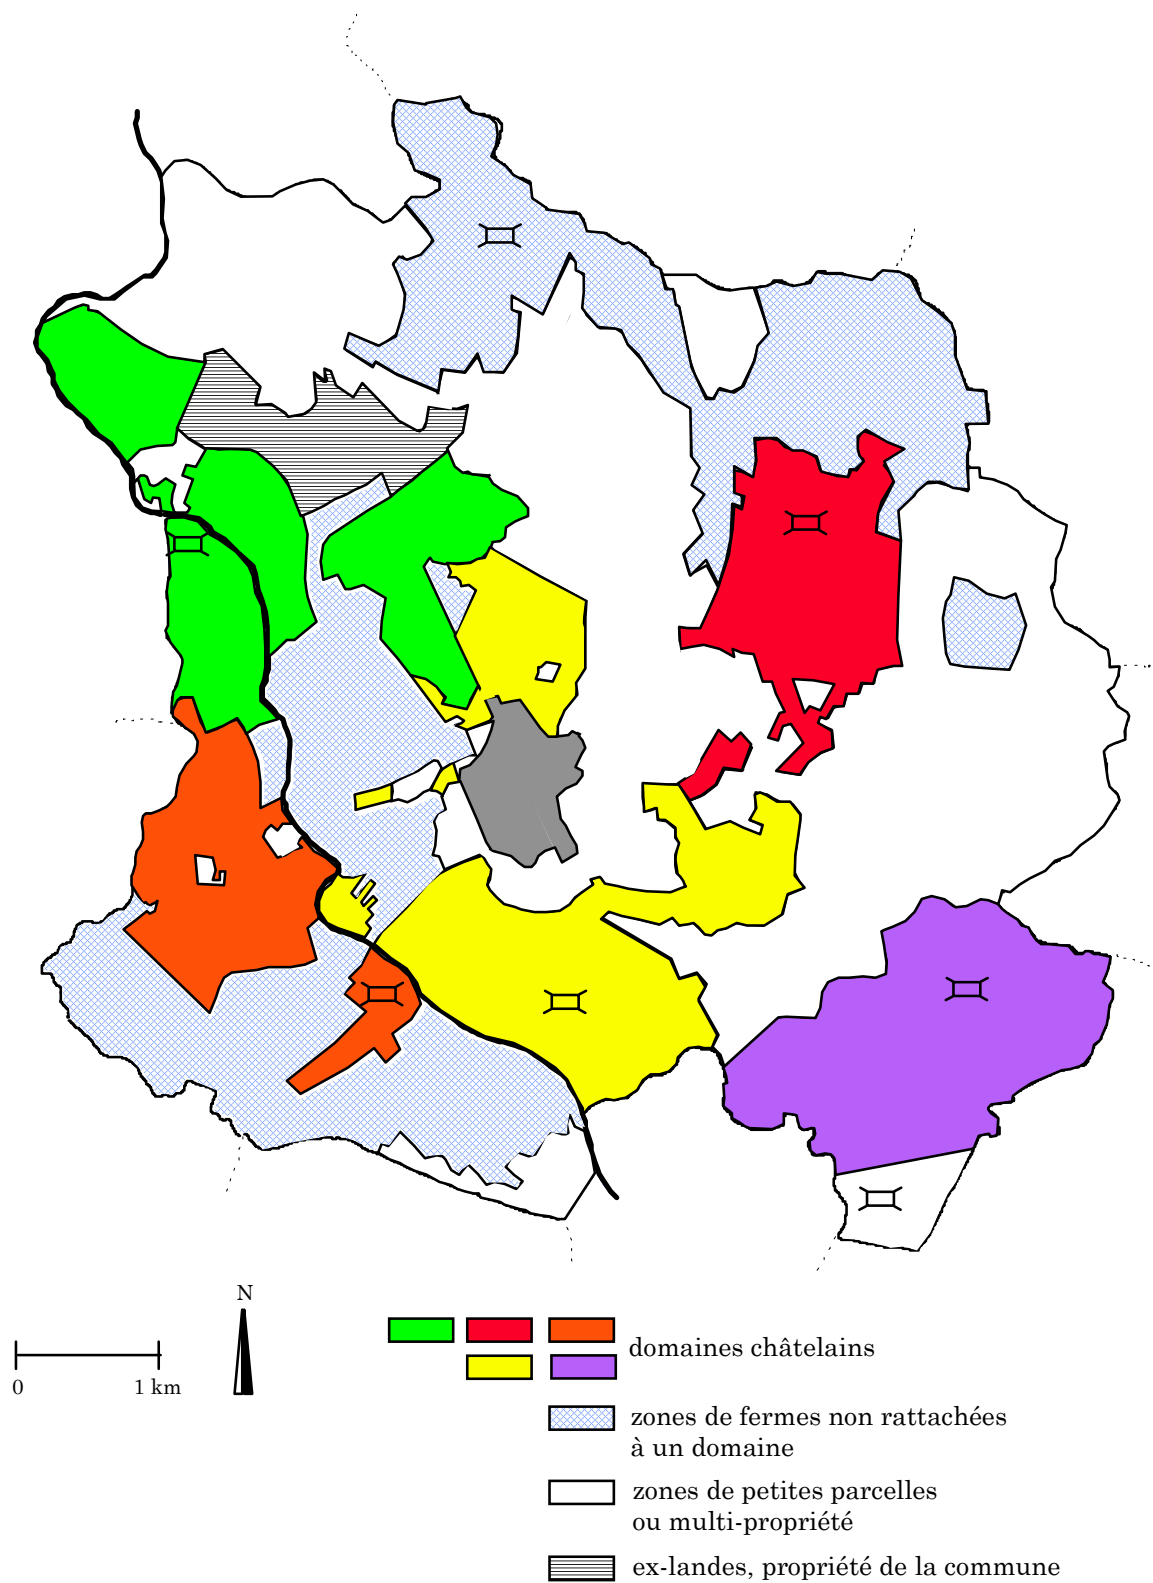 N
0
1 km
domaines châtelains
zones de fermes non rattachées
à un domaine
zones de petites parcelles
ou multi-propriété
ex-landes, propriété de la commune